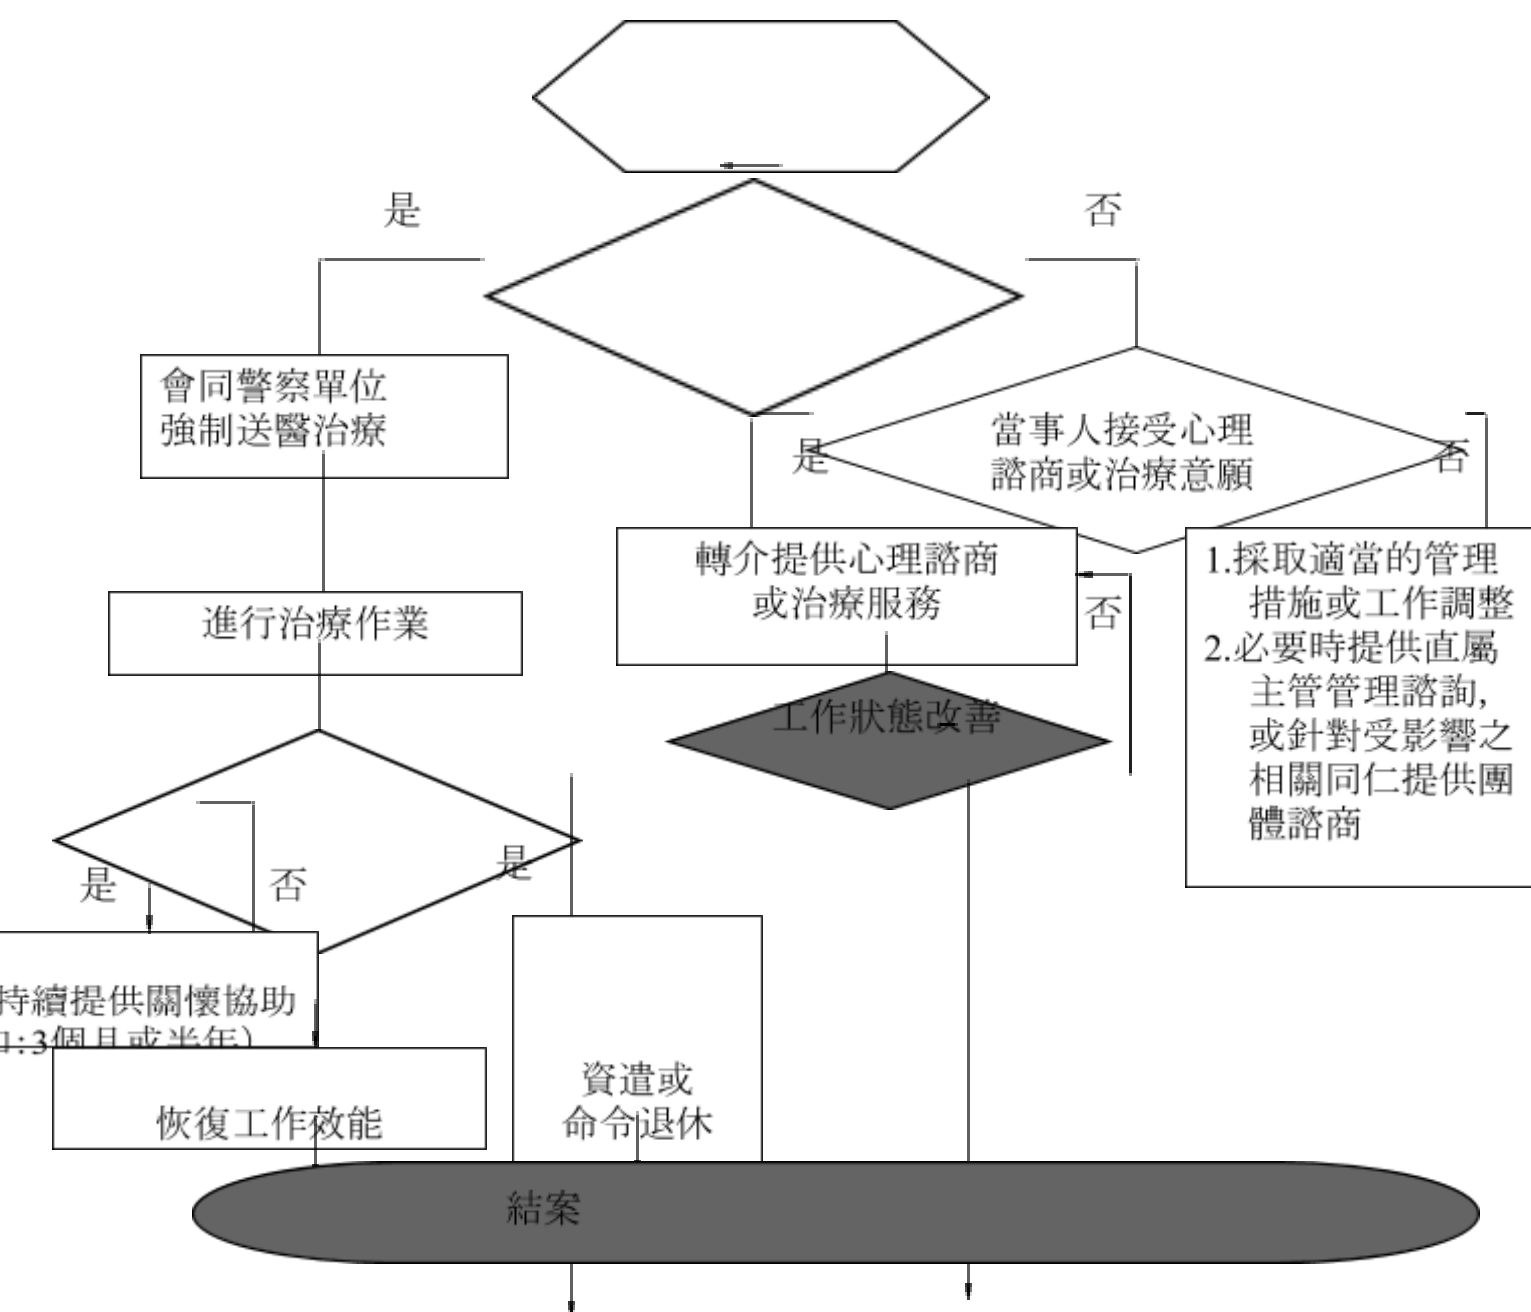 是
否
會同警察單位
強制送醫治療
當事人接受心理
諮商或治療意願
是
否
轉介提供心理諮商
或治療服務
否
1.採取適當的管理
措施或工作調整
2.必要時提供直屬
主管管理諮詢,
或針對受影響之
相關同仁提供團
體諮商
進行治療作業
工作狀態改善
是
否
是
持續提供關懷協助
:3個月或半年)
資遣或
命令退休
恢復工作效能
結案